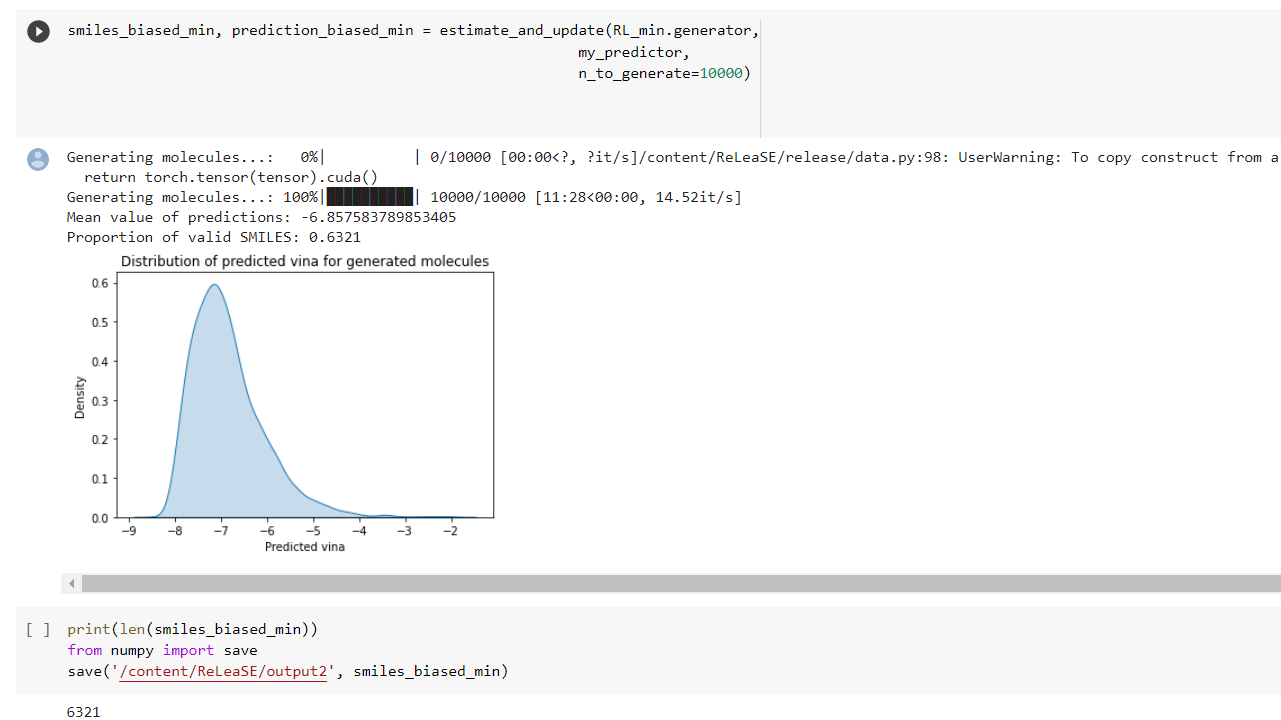 smiles_biased_min, prediction_biased_min = estimate_and_update(RL_min.generator,
my_predictor,
n_to_generate=10000)
Generating molecules...:   0%|          | 0/10000 [00:00<?, ?it/s]/content/ReLeaSE/release/data.py:98: UserWarning: To copy construct from a
return torch.tensor(tensor).cuda()
Generating molecules...: 100%|██████████| 10000/10000 [11:28<00:00, 14.52it/s]
Mean value of predictions: -6.857583789853405
Proportion of valid SMILES: 0.6321
Distribution of predicted vina for generated molecules
0.6
0.5
0.4
0.3
0.2
0.1
0.0
Density
−9 −8 −7 −6 −5 −4 −3 −2
Predicted vina
[ ] print(len(smiles_biased_min))
from numpy import save
save('/content/ReLeaSE/output2', smiles_biased_min)
6321